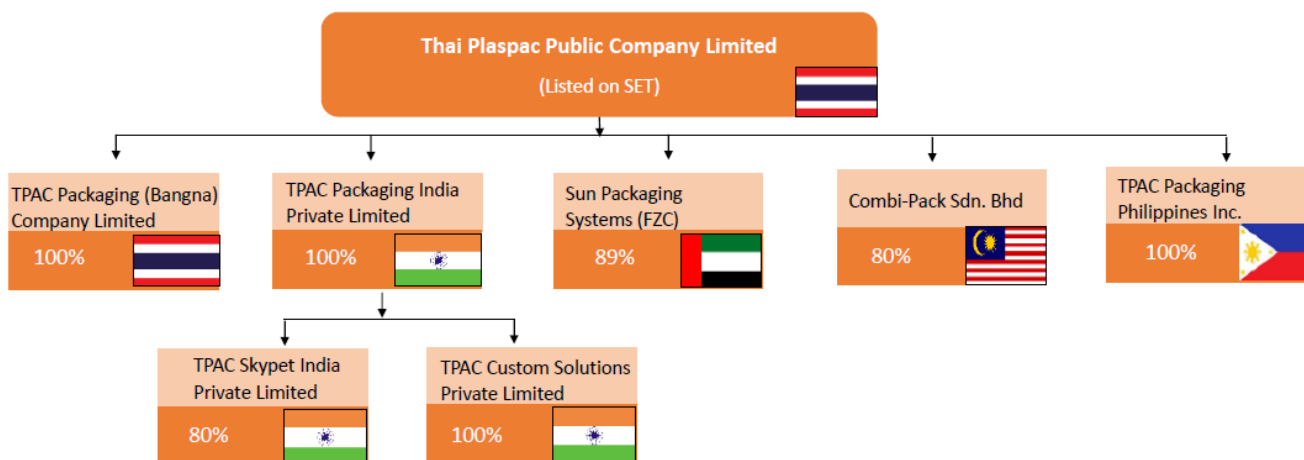 Thai Plaspac Public Company Limited
(Listed on SET)
TPAC Packaging (Bangna)
Company Limited
100%
TPAC Packaging India
Private Limited
100%
Sun Packaging
Systems (FZC)
89%
Combi-Pack Sdn. Bhd
80%
TPAC Packaging
Philippines Inc.
100%
TPAC Skypet India
Private Limited
80%
TPAC Custom Solutions
Private Limited
100%